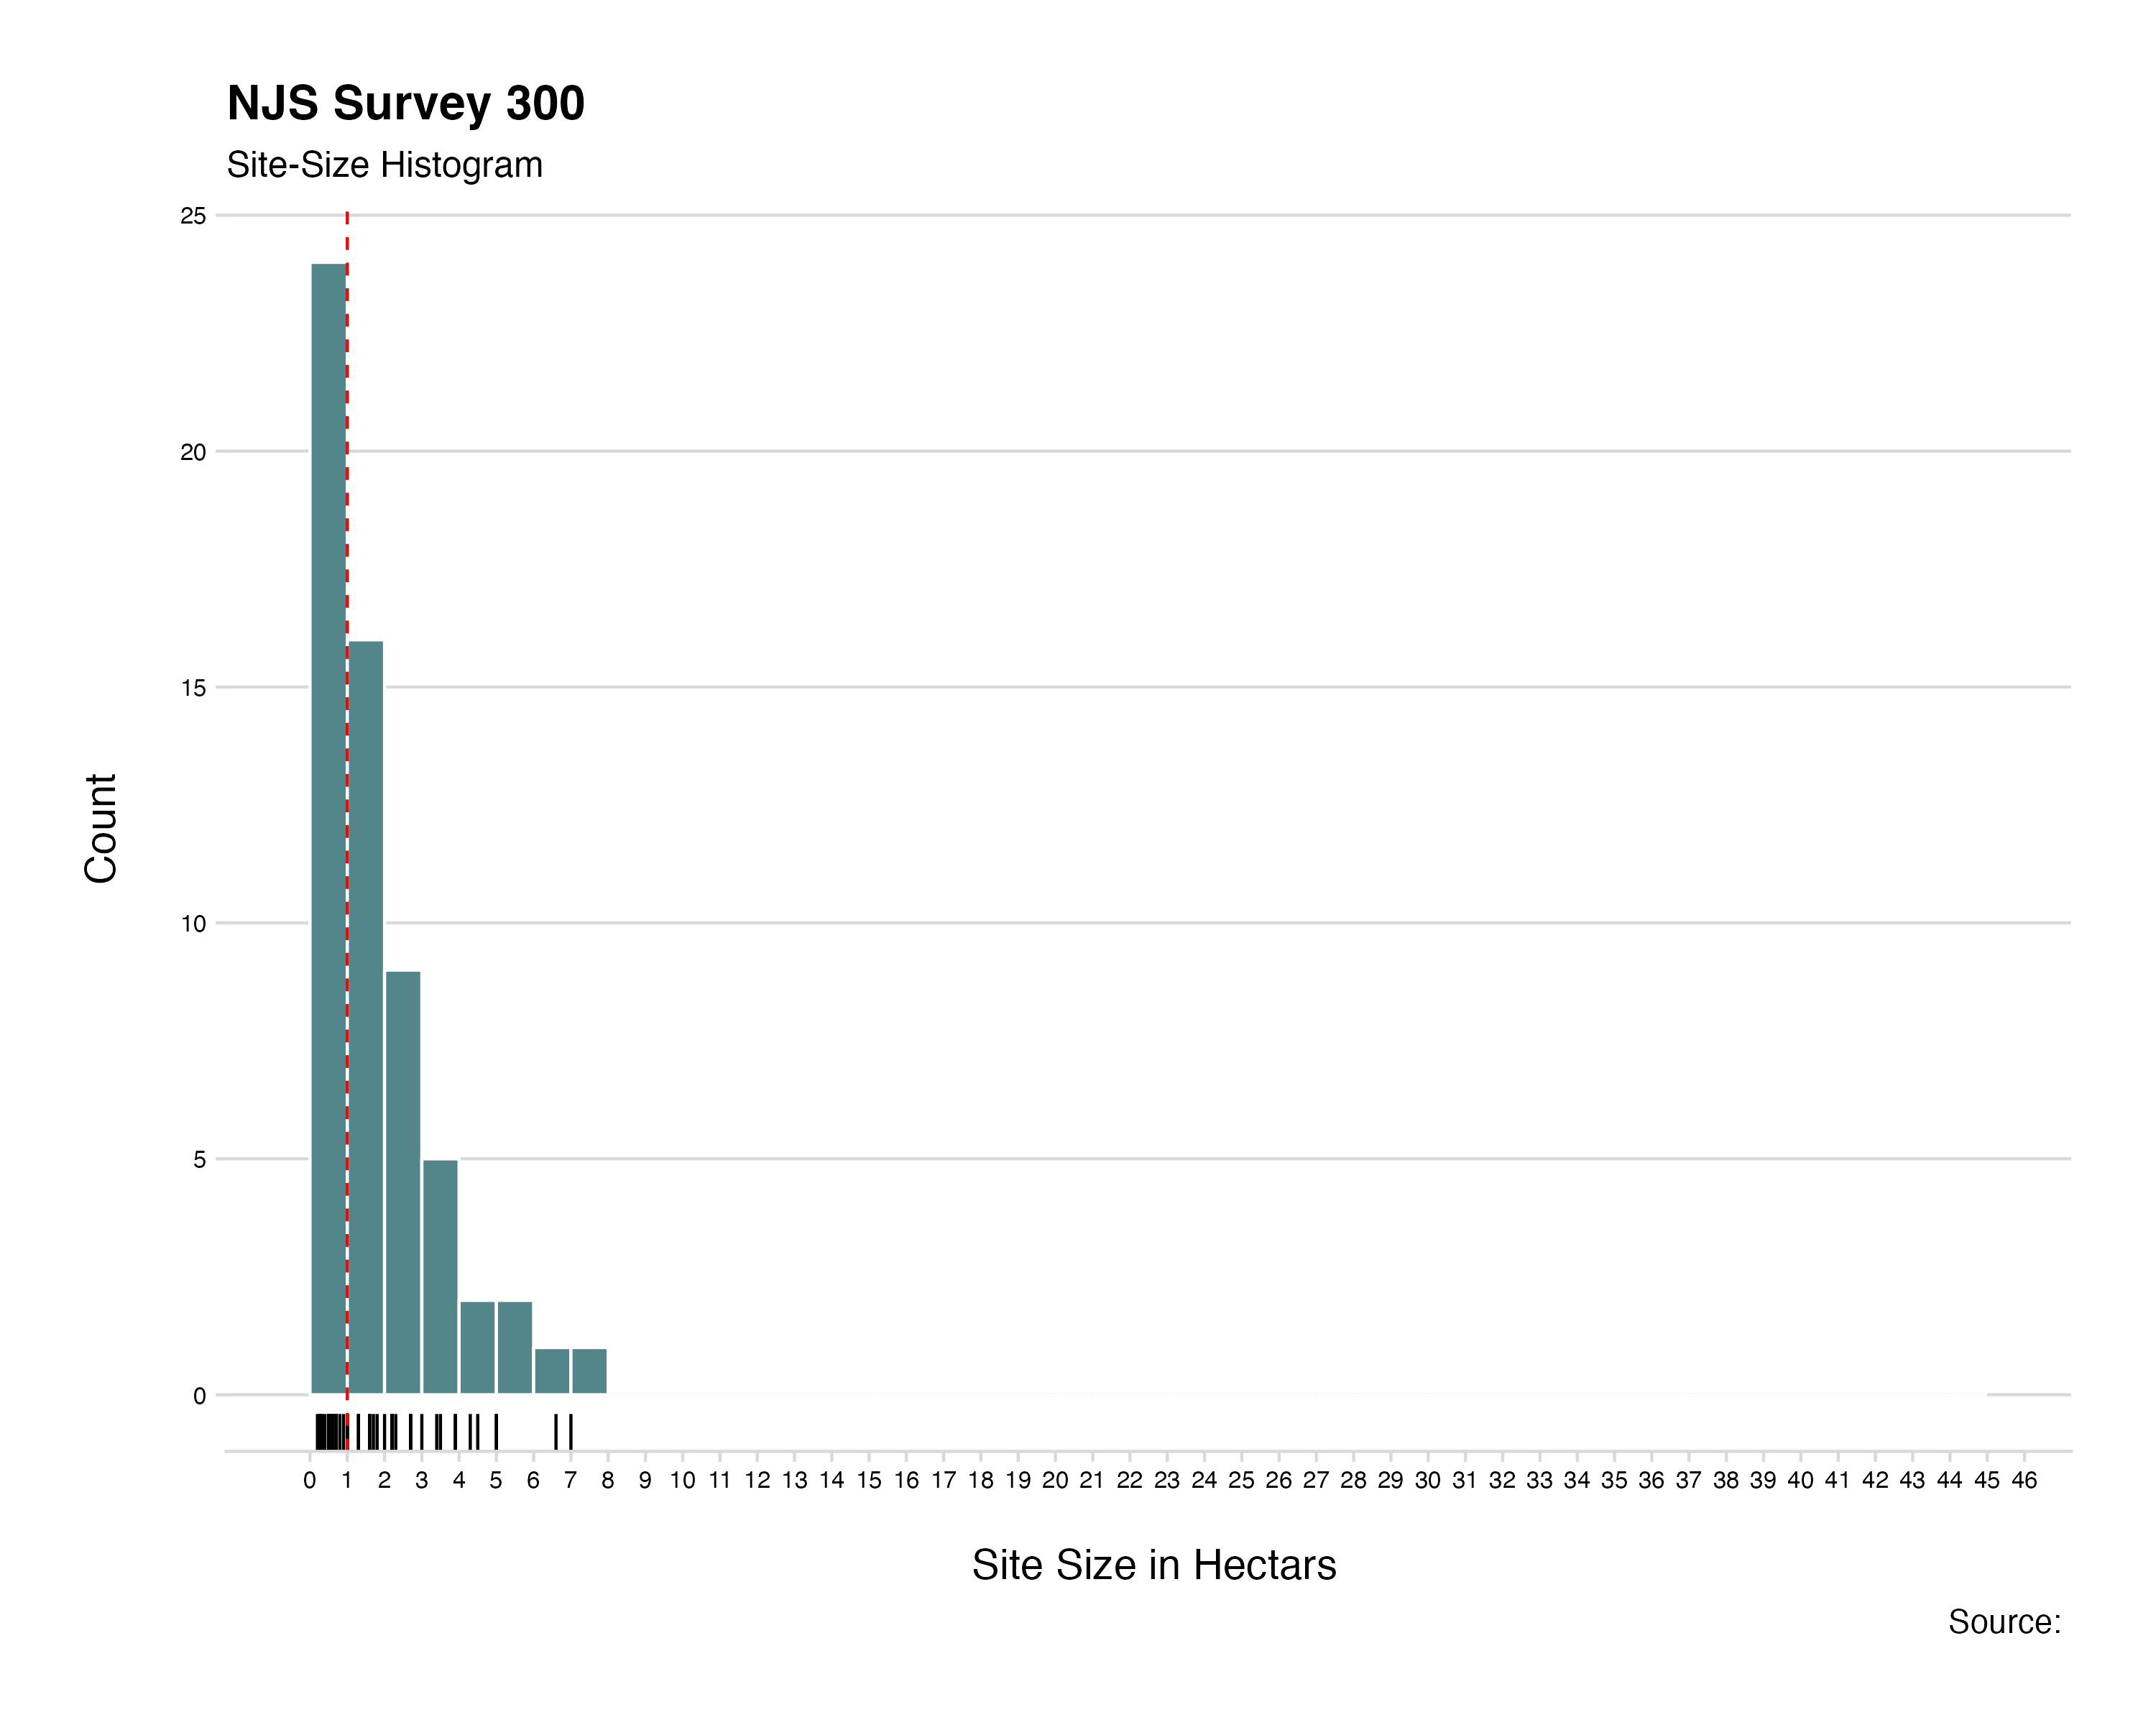 NJS Survey 300
Site-Size Histogram
25
20
15
10
5
0
Count
0 1 2 3 4 5 6 7 8 9 10 11 12 13 14 15 16 17 18 19 20 21 22 23 24 25 26 27 28 29 30 31 32 33 34 35 36 37 38 39 40 41 42 43 44 45 46
Site Size in Hectars
Source: